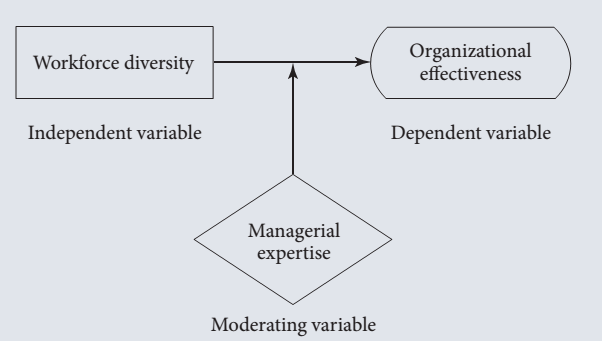 Workforce diversity
Organizational
effectiveness
Independent variable
Dependent variable
Managerial
expertise
Moderating variable